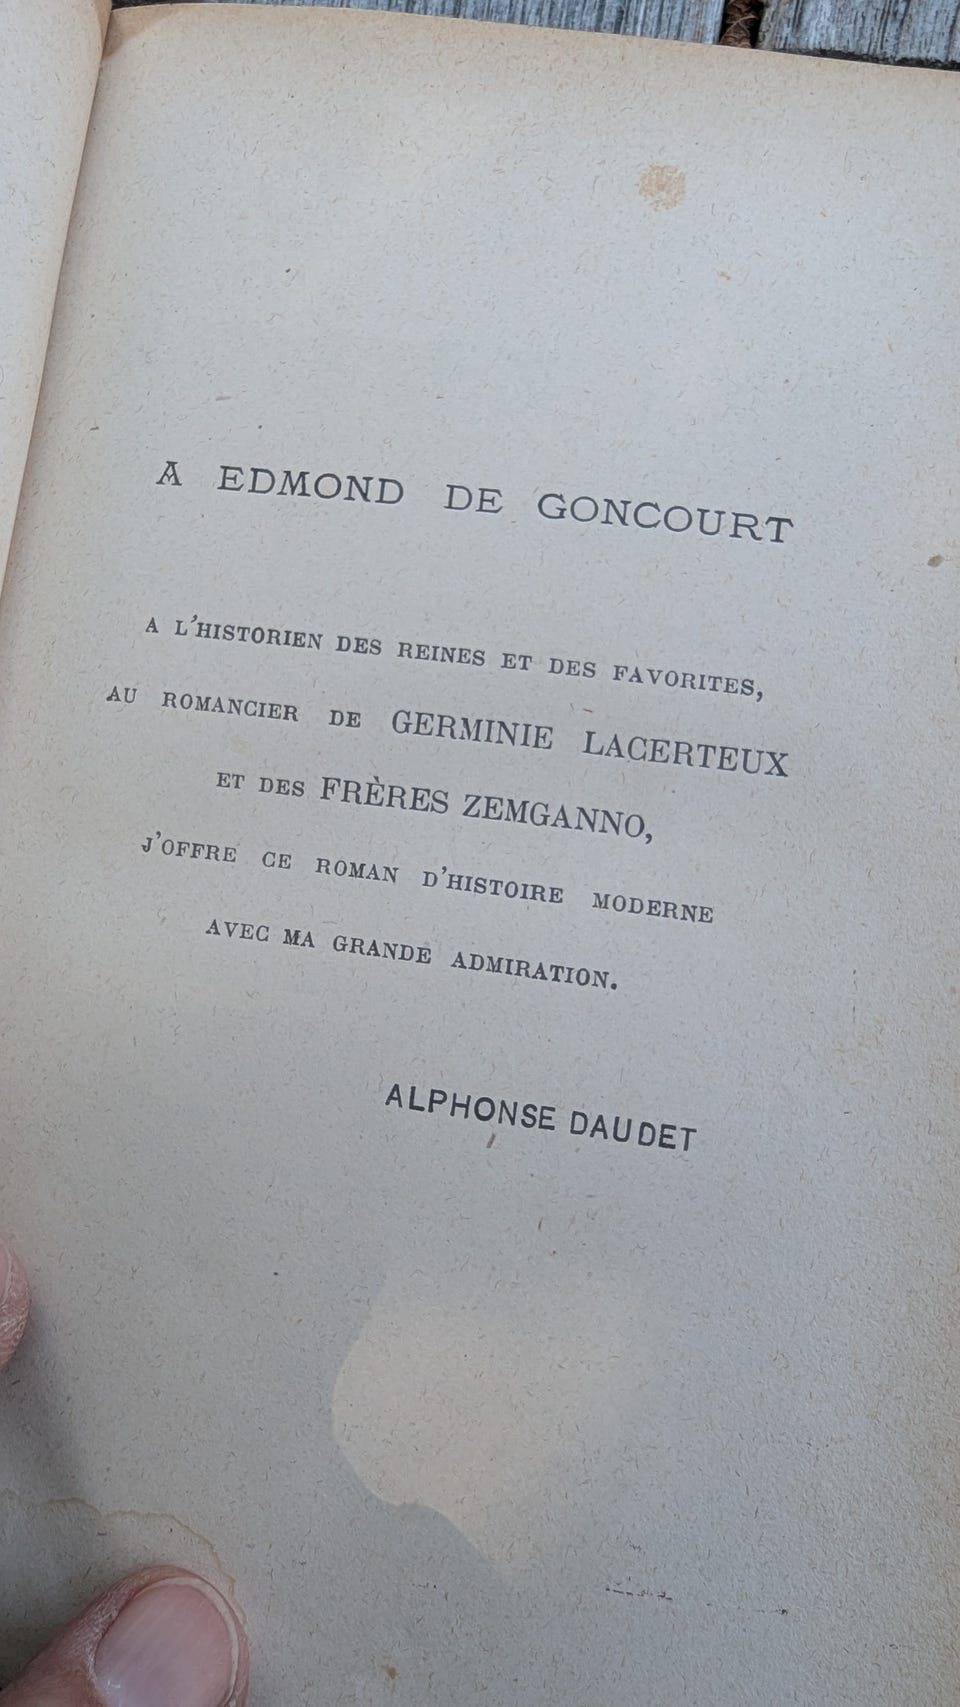 A EDMOND DE GONCOURT
A L'HISTORIEN DES REINES ET DES FAVORITES,
AU ROMANCIER DE GERMINIE LACERTEUX
ET DES FRÈRES ZEMGANNO,
J'OFFRE CE ROMAN D'HISTOIRE MODERNE
AVEC MA GRANDE ADMIRATION.
ALPHONSE DAUDET